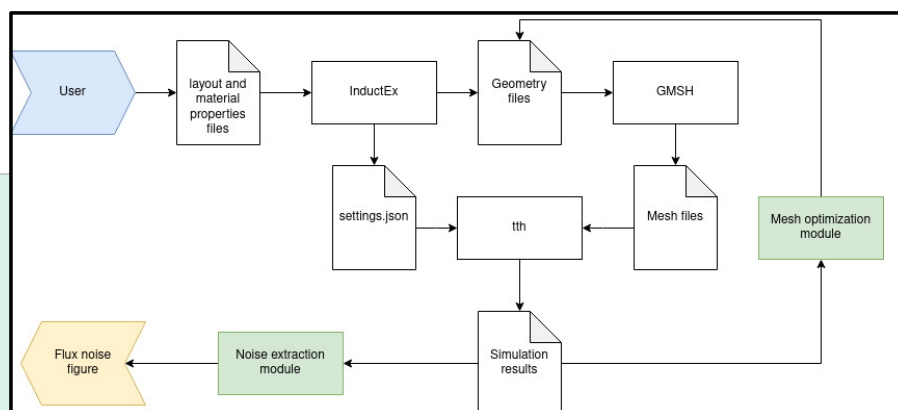 User
layout and
material
properties
files
InductEx
Geometry
files
GMSH
settings.json
tth
Mesh files
Mesh optimization
module
Flux noise
figure
Noise extraction
module
Simulation
results